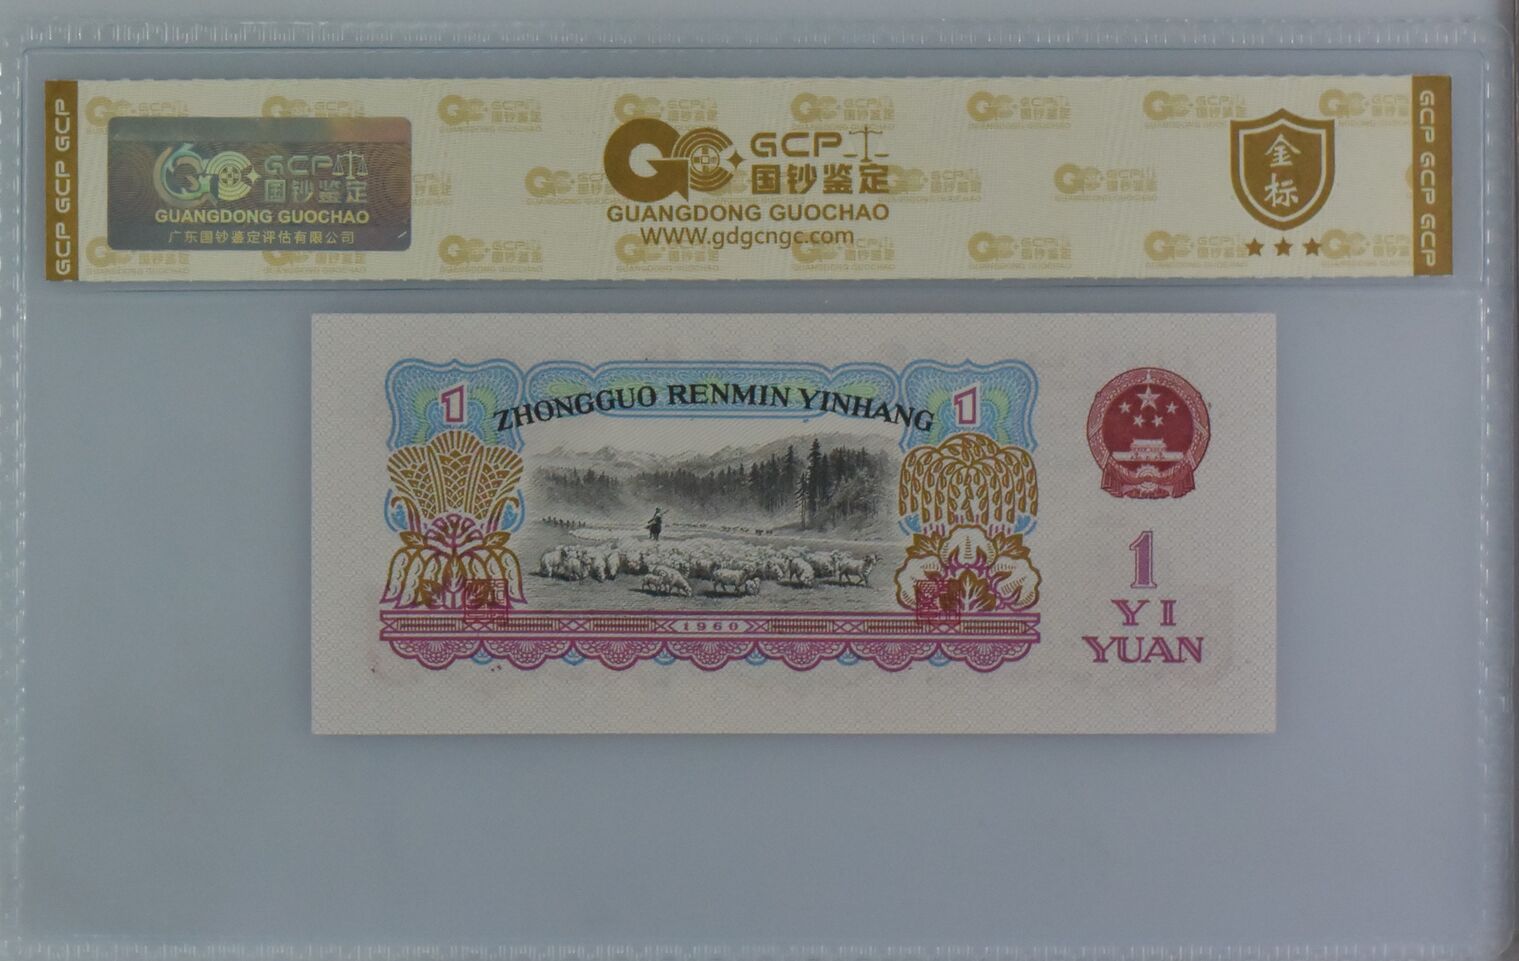 GCP GCP GCP
GCP
国钞鉴定
GUANGDONG GUOCHAO
广东国钞鉴定评估有限公司
GCP
国钞鉴定
GUANGDONG GUOCHAO
WWW.gdgcngc.com
金标
GCP GCP GCP
1
ZHONGGUO RENMIN YINHANG
1
1960
1
YI
YUAN